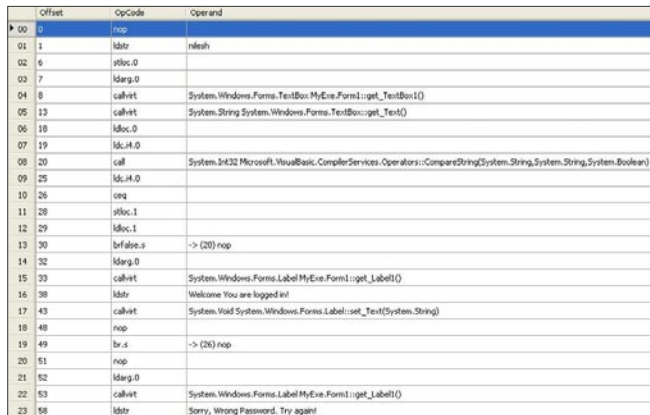 Offset OpCode Operand
00 0 nop
01 1 ldstr nilesh
02 6 stloc.0
03 7 ldarg.0
04 8 callvirt System.Windows.Forms.TextBox MyExe.Form1::get_TextBox1()
05 13 callvirt System.String System.Windows.Forms.TextBox::get_Text()
06 18 ldloc.0
07 19 ldc.i4.0
08 20 call System.Int32 Microsoft.VisualBasic.CompilerServices.Operators::CompareString(System.String,System.String,System.Boolean)
09 25 ldc.i4.0
10 26 ceq
11 28 stloc.1
12 29 ldloc.1
13 30 brfalse.s -> (20) nop
14 32 ldarg.0
15 33 callvirt System.Windows.Forms.Label MyExe.Form1::get_Label1()
16 38 ldstr Welcome You are logged in!
17 43 callvirt System.Void System.Windows.Forms.Label::set_Text(System.String)
18 48 nop
19 49 br.s -> (26) nop
20 51 nop
21 52 ldarg.0
22 53 callvirt System.Windows.Forms.Label MyExe.Form1::get_Label1()
23 58 ldstr Sorry, Wrong Password. Try again!